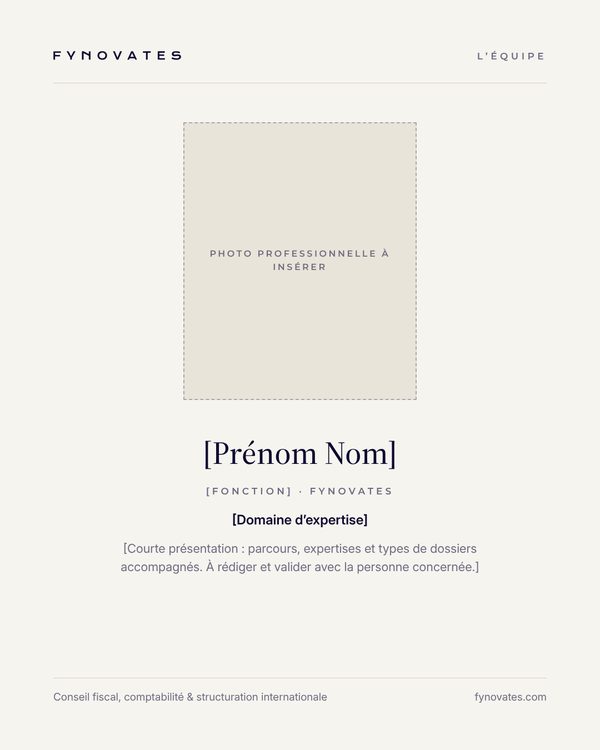 FYNOVATES
L'ÉQUIPE
PHOTO PROFESSIONNELLE À
INSÉRER
[Prénom Nom]
[FONCTION] · FYNOVATES
[Domaine d’expertise]
[Courte présentation : parcours, expertises et types de dossiers
accompagnés. À rédiger et valider avec la personne concernée.]
Conseil fiscal, comptabilité & structuration internationale
fynovates.com